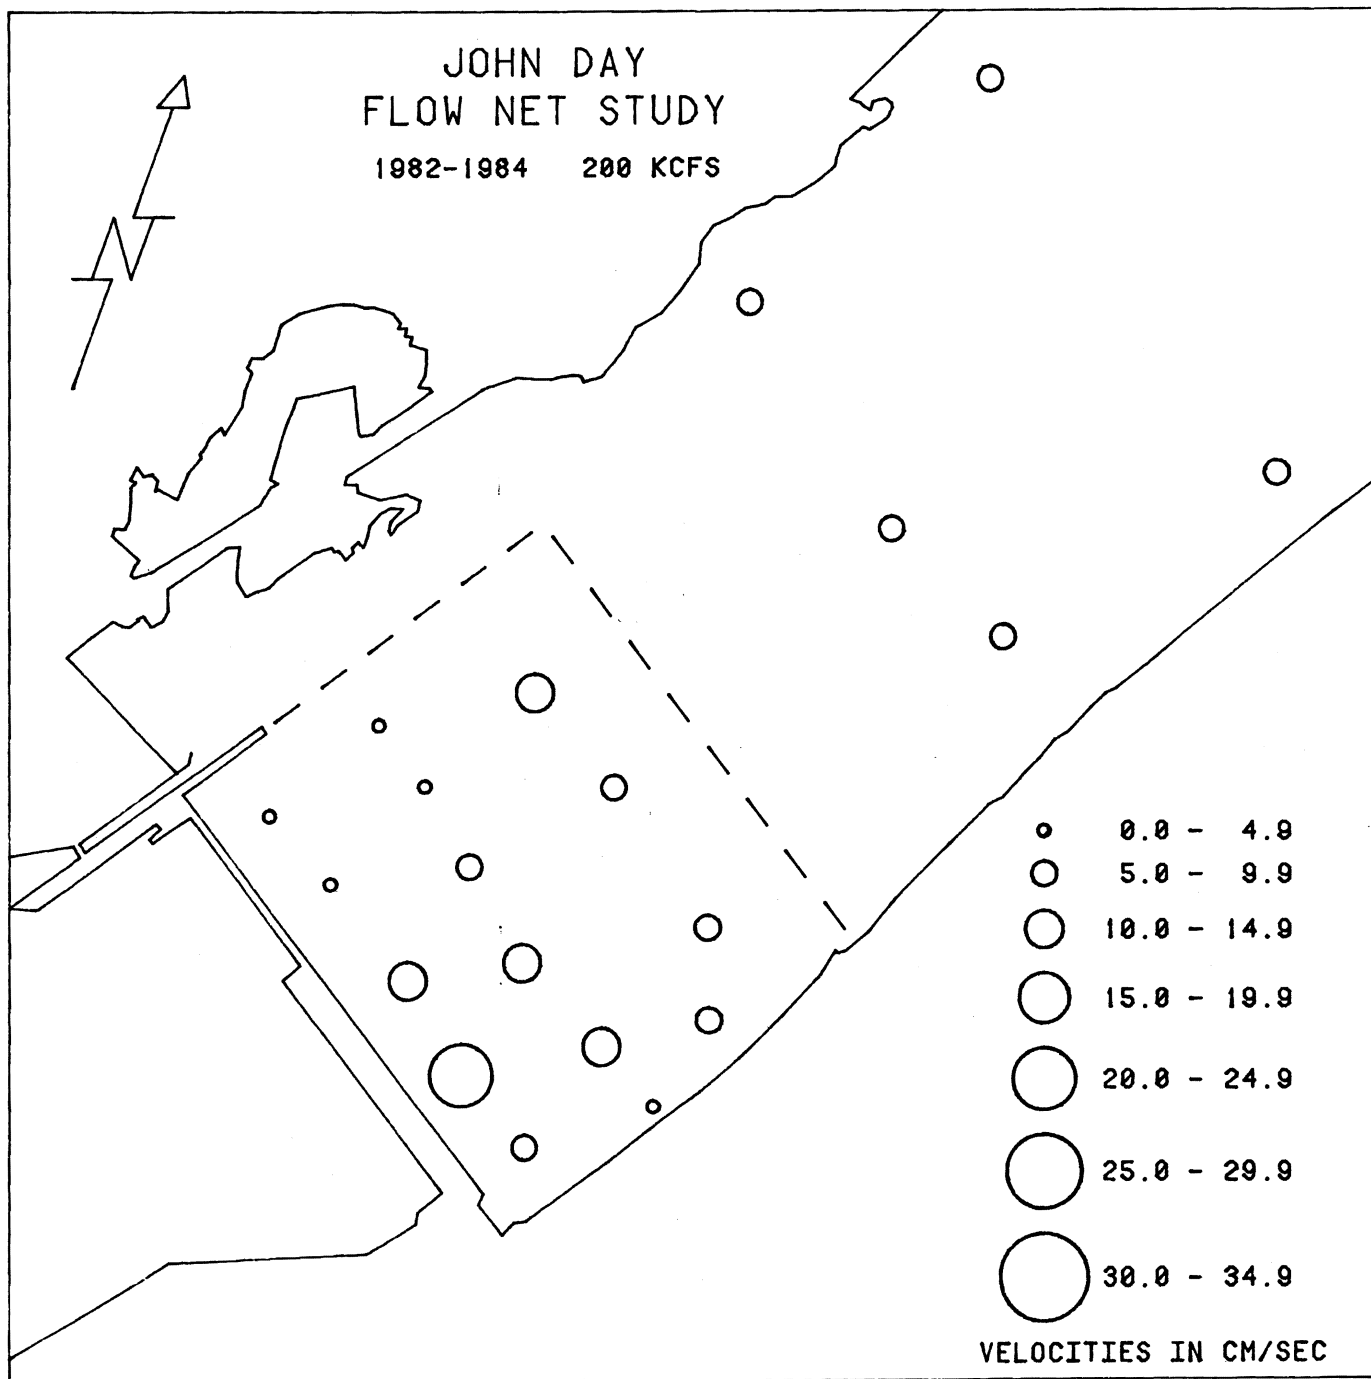 JOHN DAY
FLOW NET STUDY
1982-1984 200 KCFS
0.0 - 4.9
5.0 - 9.9
10.0 - 14.9
15.0 - 19.9
20.0 - 24.9
25.0 - 29.9
30.0 - 34.9
VELOCITIES IN CM/SEC